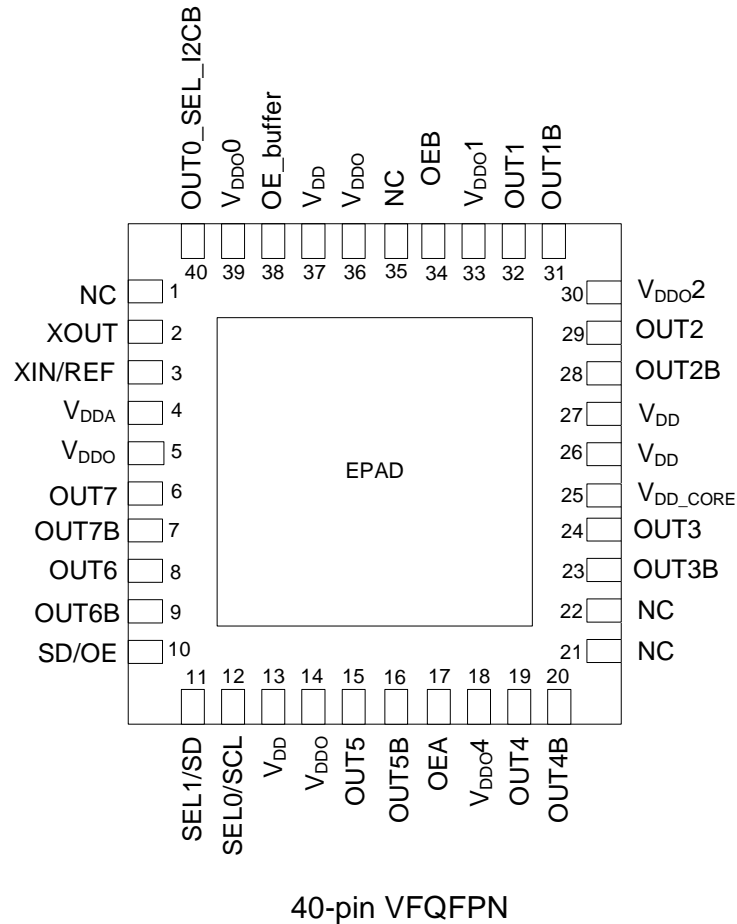 OUT0_SEL_I2CB
VDDO0
OE_buffer
VDD
VDDO
NC
OEB
VDDO1
OUT1
OUT1B
40 39 38 37 36 35 34 33 32 31
NC 1
XOUT 2
XIN/REF 3
VDDA 4
VDDO 5
OUT7 6
OUT7B 7
OUT6 8
OUT6B 9
SD/OE 10
EPAD
30 VDDO2
29 OUT2
28 OUT2B
27 VDD
26 VDD
25 VDD_CORE
24 OUT3
23 OUT3B
22 NC
21 NC
11 12 13 14 15 16 17 18 19 20
SEL1/SD
SEL0/SCL
VDD
VDDO
OUT5
OUT5B
OEA
VDDO4
OUT4
OUT4B
40-pin VFQFPN